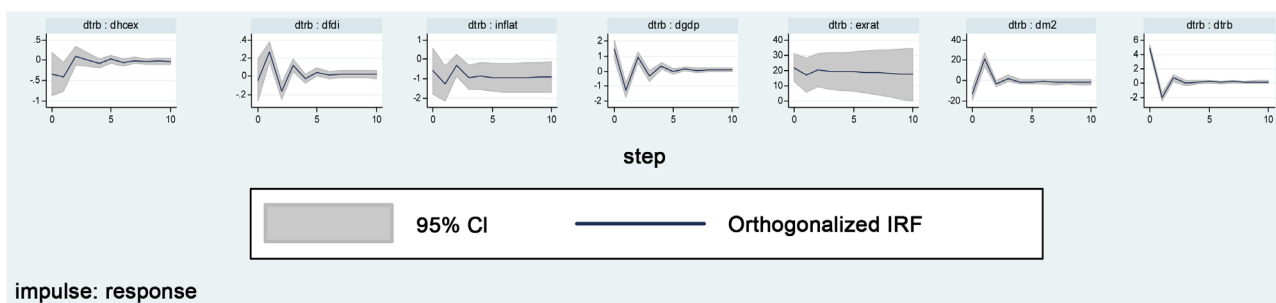 dtrb : dhcex dtrb : dfdi dtrb : inflat dtrb : dgdp dtrb : exrat dtrb : dm2 dtrb : dtrb
.5 0 -.5 -1
0 5 10
.4 .2 0 -.2
0 5 10
1 0 -1 -2
0 5 10
2 1 0 -1 -2
0 5 10
40 30 20 10 0
0 5 10
40 20 0 -20
0 5 10
6 4 2 0 -2
0 5 10
step
95% CI Orthogonalized IRF
impulse: response